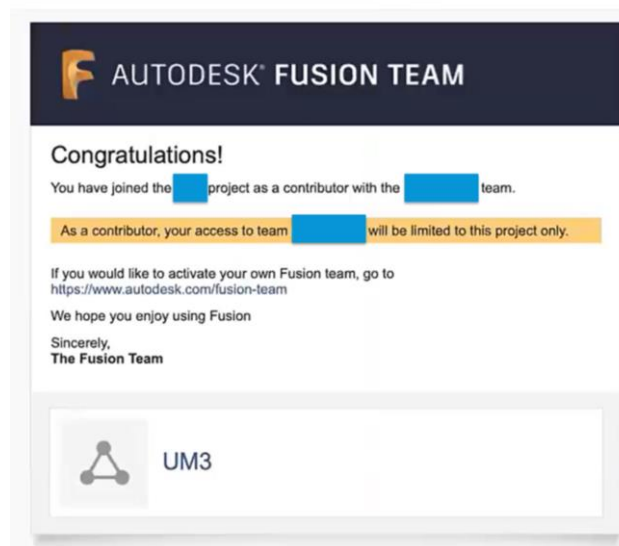 AUTODESK® FUSION TEAM
Congratulations!
You have joined the project as a contributor with the team.
As a contributor, your access to team will be limited to this project only.
If you would like to activate your own Fusion team, go to
https://www.autodesk.com/fusion-team
We hope you enjoy using Fusion
Sincerely,
The Fusion Team
UM3